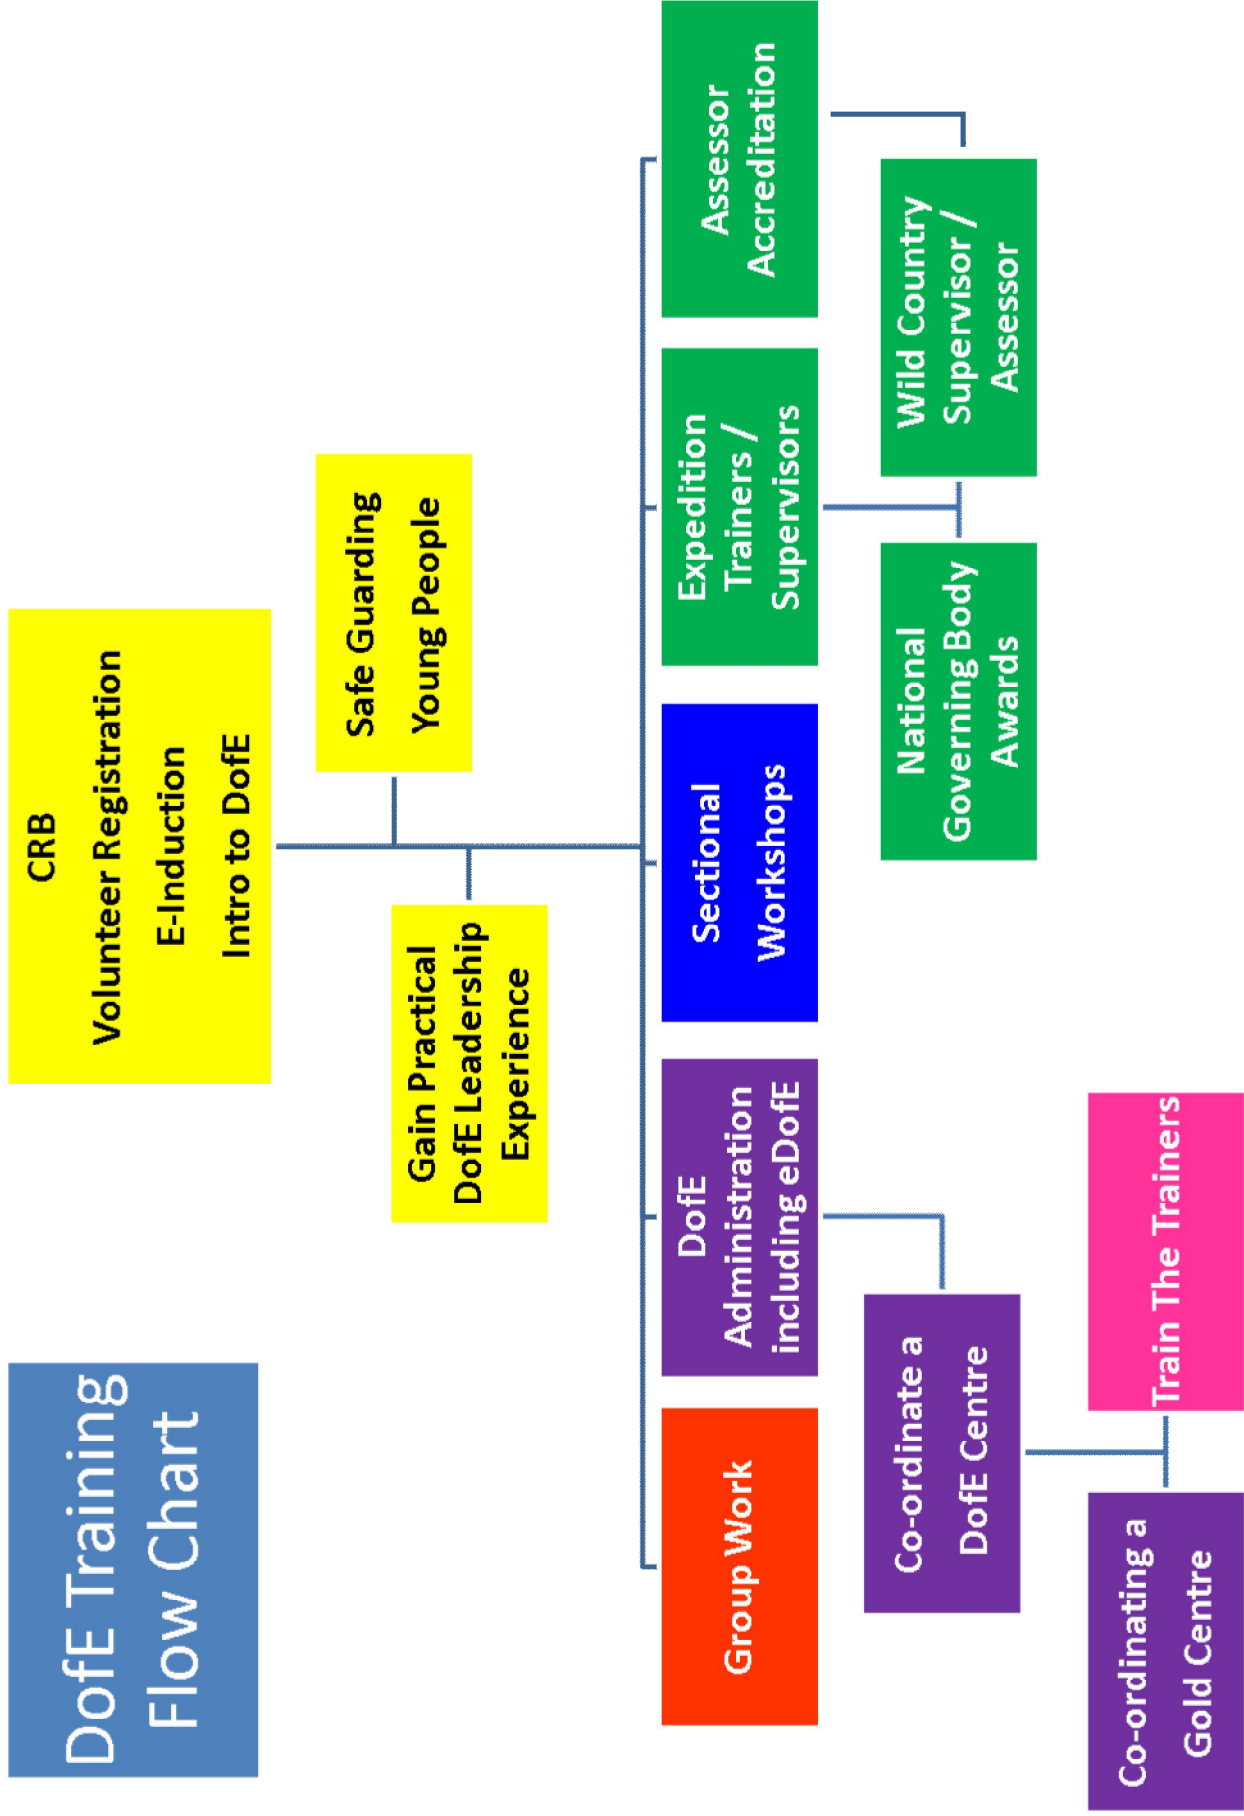 DofE Training
Flow Chart
CRB
Volunteer Registration
E-Induction
Intro to DofE
Safe Guarding
Young People
Gain Practical
DofE Leadership
Experience
Group Work
DofE
Administration
including eDofE
Sectional
Workshops
Expedition
Trainers /
Supervisors
Assessor
Accreditation
Co-ordinate a
DofE Centre
National
Governing Body
Awards
Wild Country
Supervisor /
Assessor
Co-ordinating a
Gold Centre
Train The Trainers